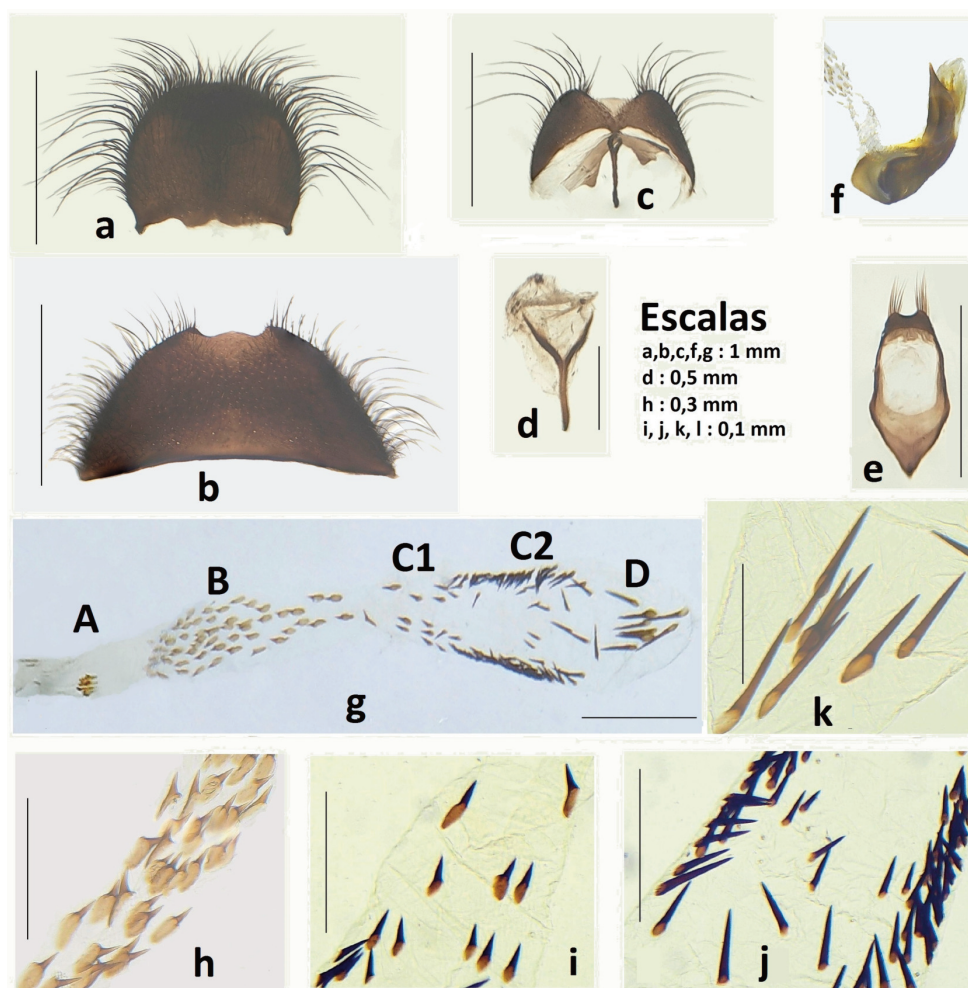 a
c
f
b
d
Escalas
a,b,c,f,g : 1 mm
d : 0,5 mm
h : 0,3 mm
i, j, k, l : 0,1 mm
e
A
B
C1
C2
D
g
k
h
i
j